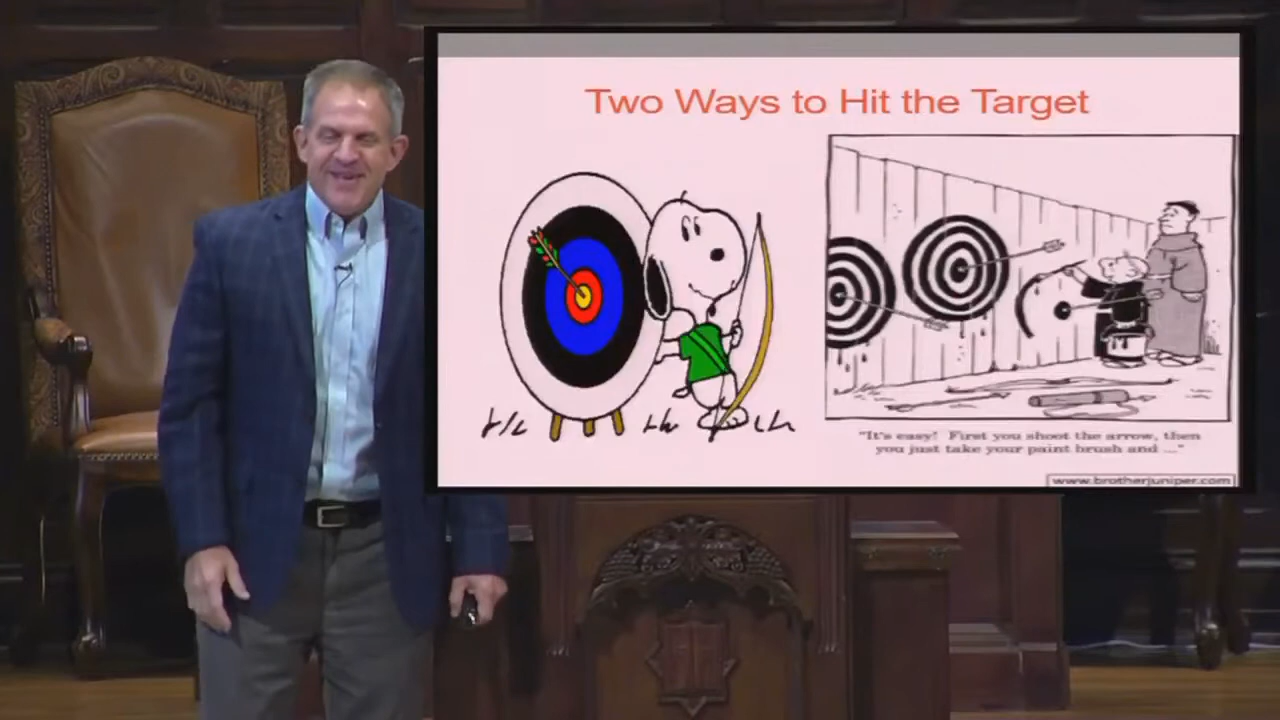 Two Ways to Hit the Target
"It's easy! First you shoot the arrow, then
you just take your paint brush and ..."
www.brotherjuniper.com